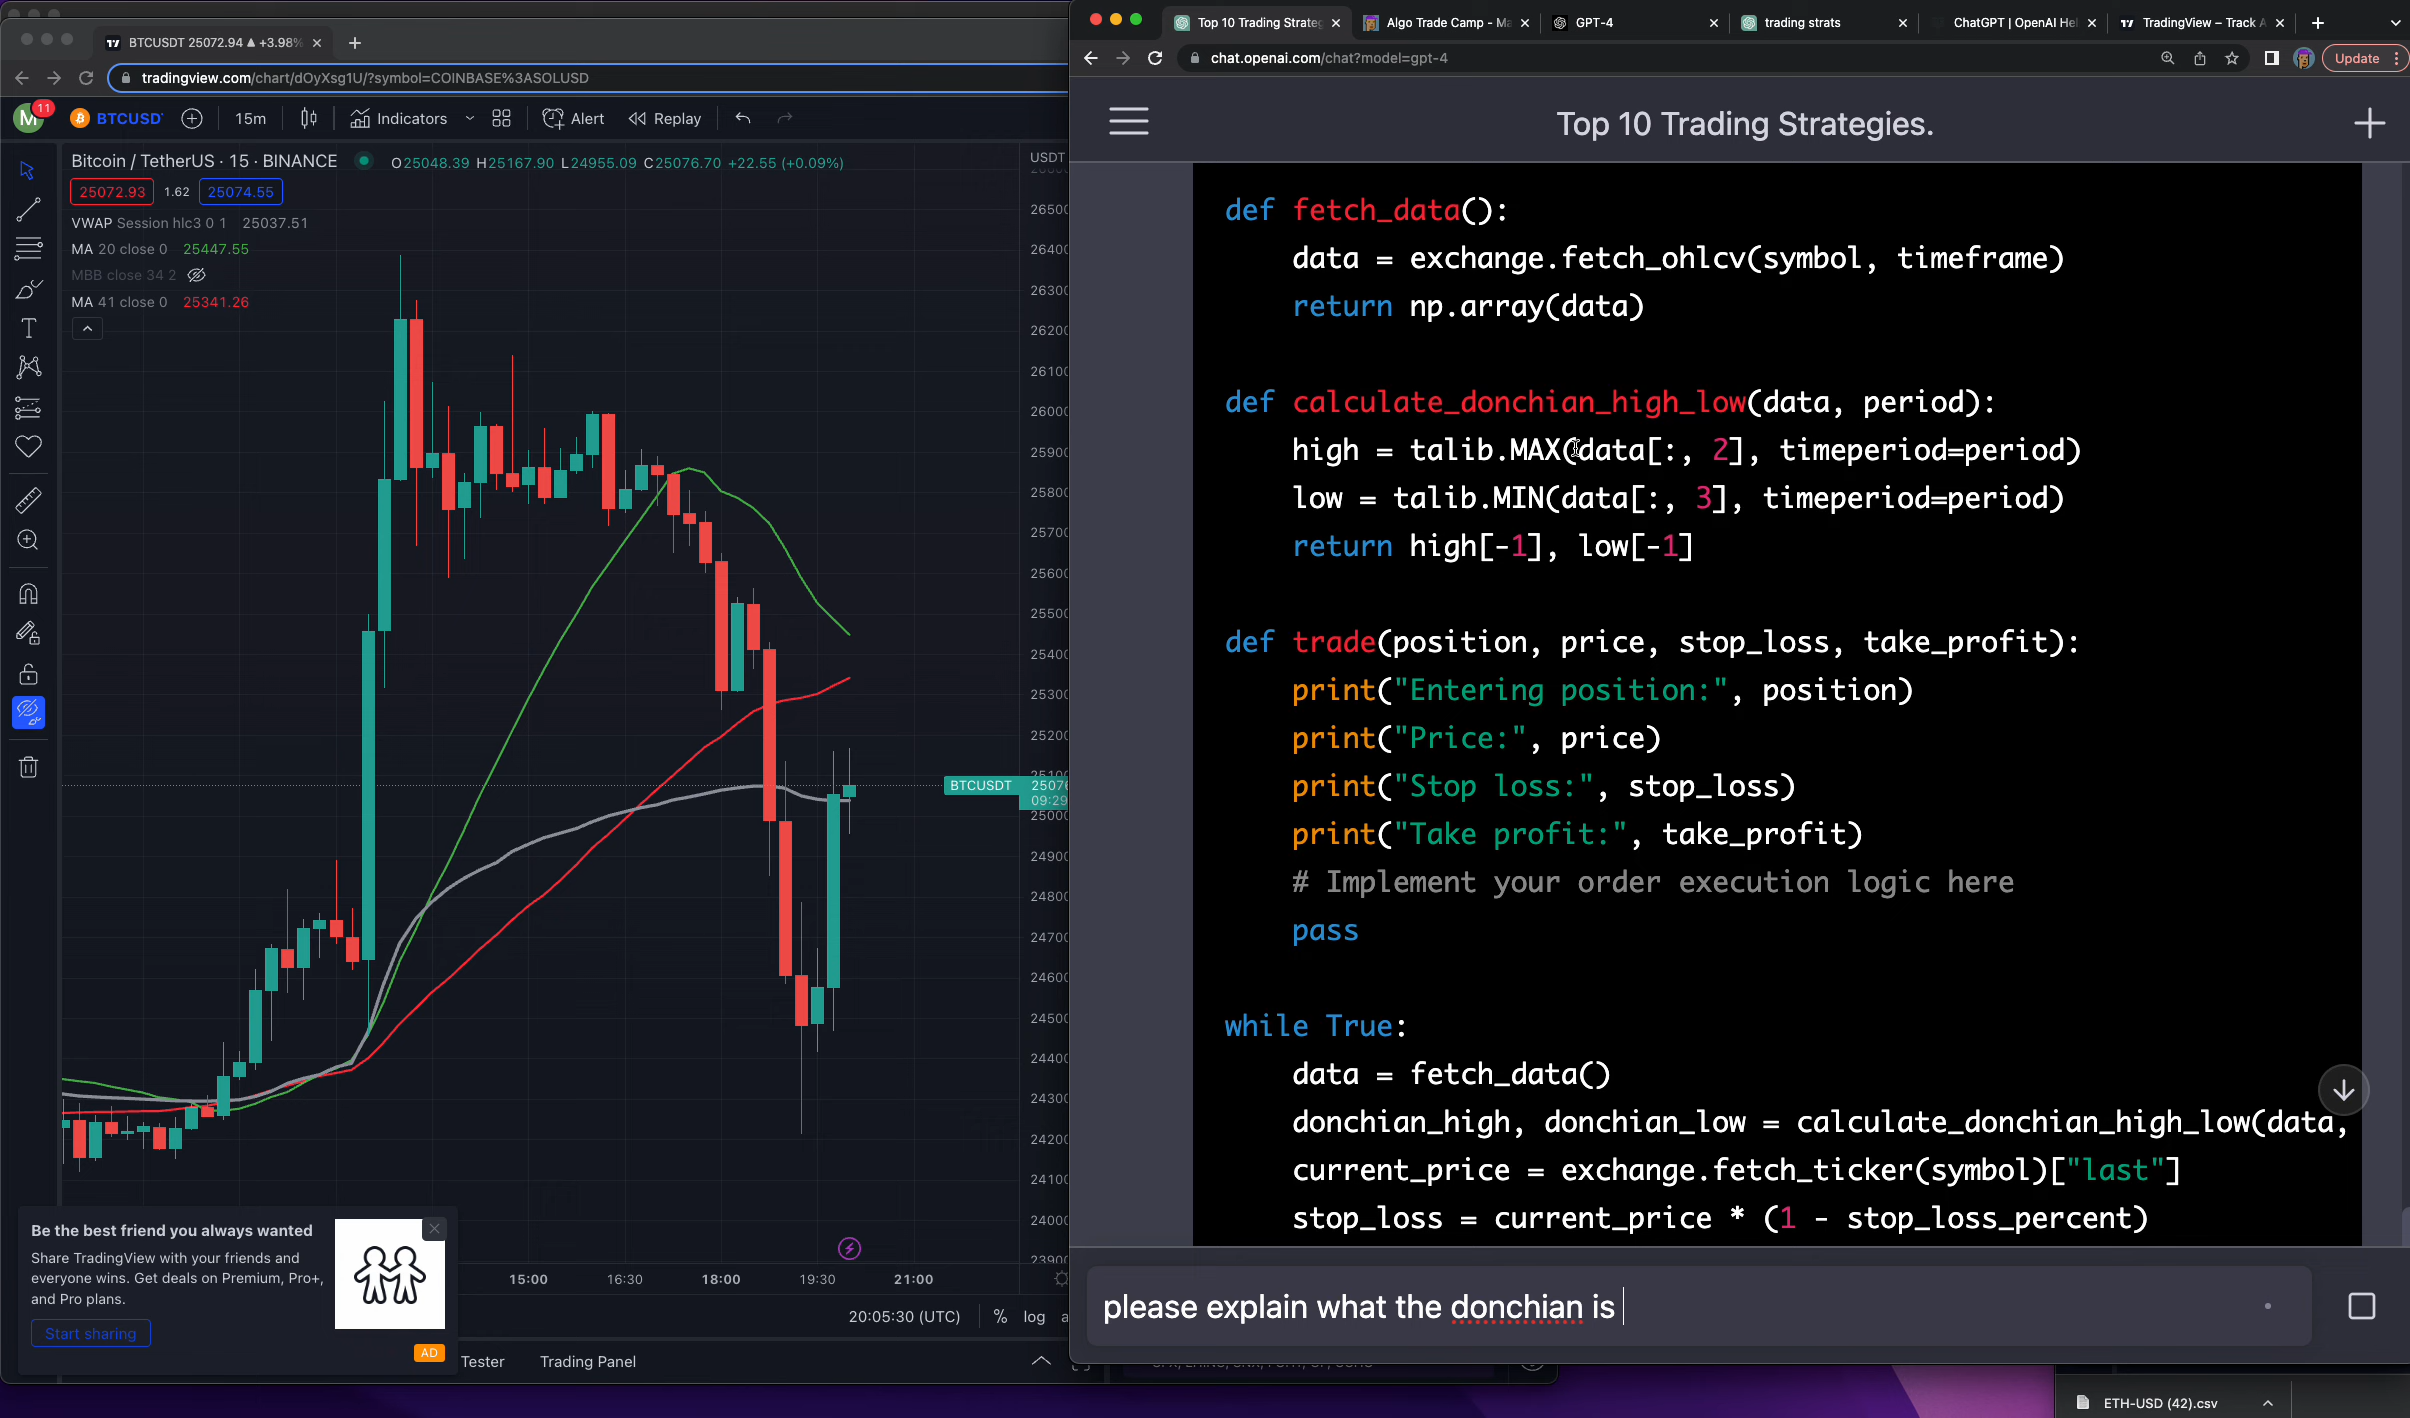 BTCUSDT 25072.94 ▲ +3.98%
tradingview.com/chart/dOyXsg1U/?symbol=COINBASE%3ASOLUSD
M
11
BTCUSD
15m
Indicators
Alert
Replay
Bitcoin / TetherUS · 15 · BINANCE
O25048.39 H25167.90 L24955.09 C25076.70 +22.55 (+0.09%)
USDT
25072.93
1.62
25074.55
VWAP Session hlc3 0 1 25037.51
MA 20 close 0 25447.55
MBB close 34 2
MA 41 close 0 25341.26
BTCUSDT
09:29
15:00
16:30
18:00
19:30
21:00
20:05:30 (UTC)
%
log
Be the best friend you always wanted
Share TradingView with your friends and
everyone wins. Get deals on Premium, Pro+,
and Pro plans.
Start sharing
AD
Tester
Trading Panel
Top 10 Trading Strateg
Algo Trade Camp - M
GPT-4
trading strats
ChatGPT | OpenAI Hel
TradingView – Track A
chat.openai.com/chat?model=gpt-4
Update
Top 10 Trading Strategies.
def fetch_data():
data = exchange.fetch_ohlcv(symbol, timeframe)
return np.array(data)
def calculate_donchian_high_low(data, period):
high = talib.MAX(data[:, 2], timeperiod=period)
low = talib.MIN(data[:, 3], timeperiod=period)
return high[-1], low[-1]
def trade(position, price, stop_loss, take_profit):
print("Entering position:", position)
print("Price:", price)
print("Stop loss:", stop_loss)
print("Take profit:", take_profit)
# Implement your order execution logic here
pass
while True:
data = fetch_data()
donchian_high, donchian_low = calculate_donchian_high_low(data,
current_price = exchange.fetch_ticker(symbol)["last"]
stop_loss = current_price * (1 - stop_loss_percent)
please explain what the donchian is
ETH-USD (42).csv